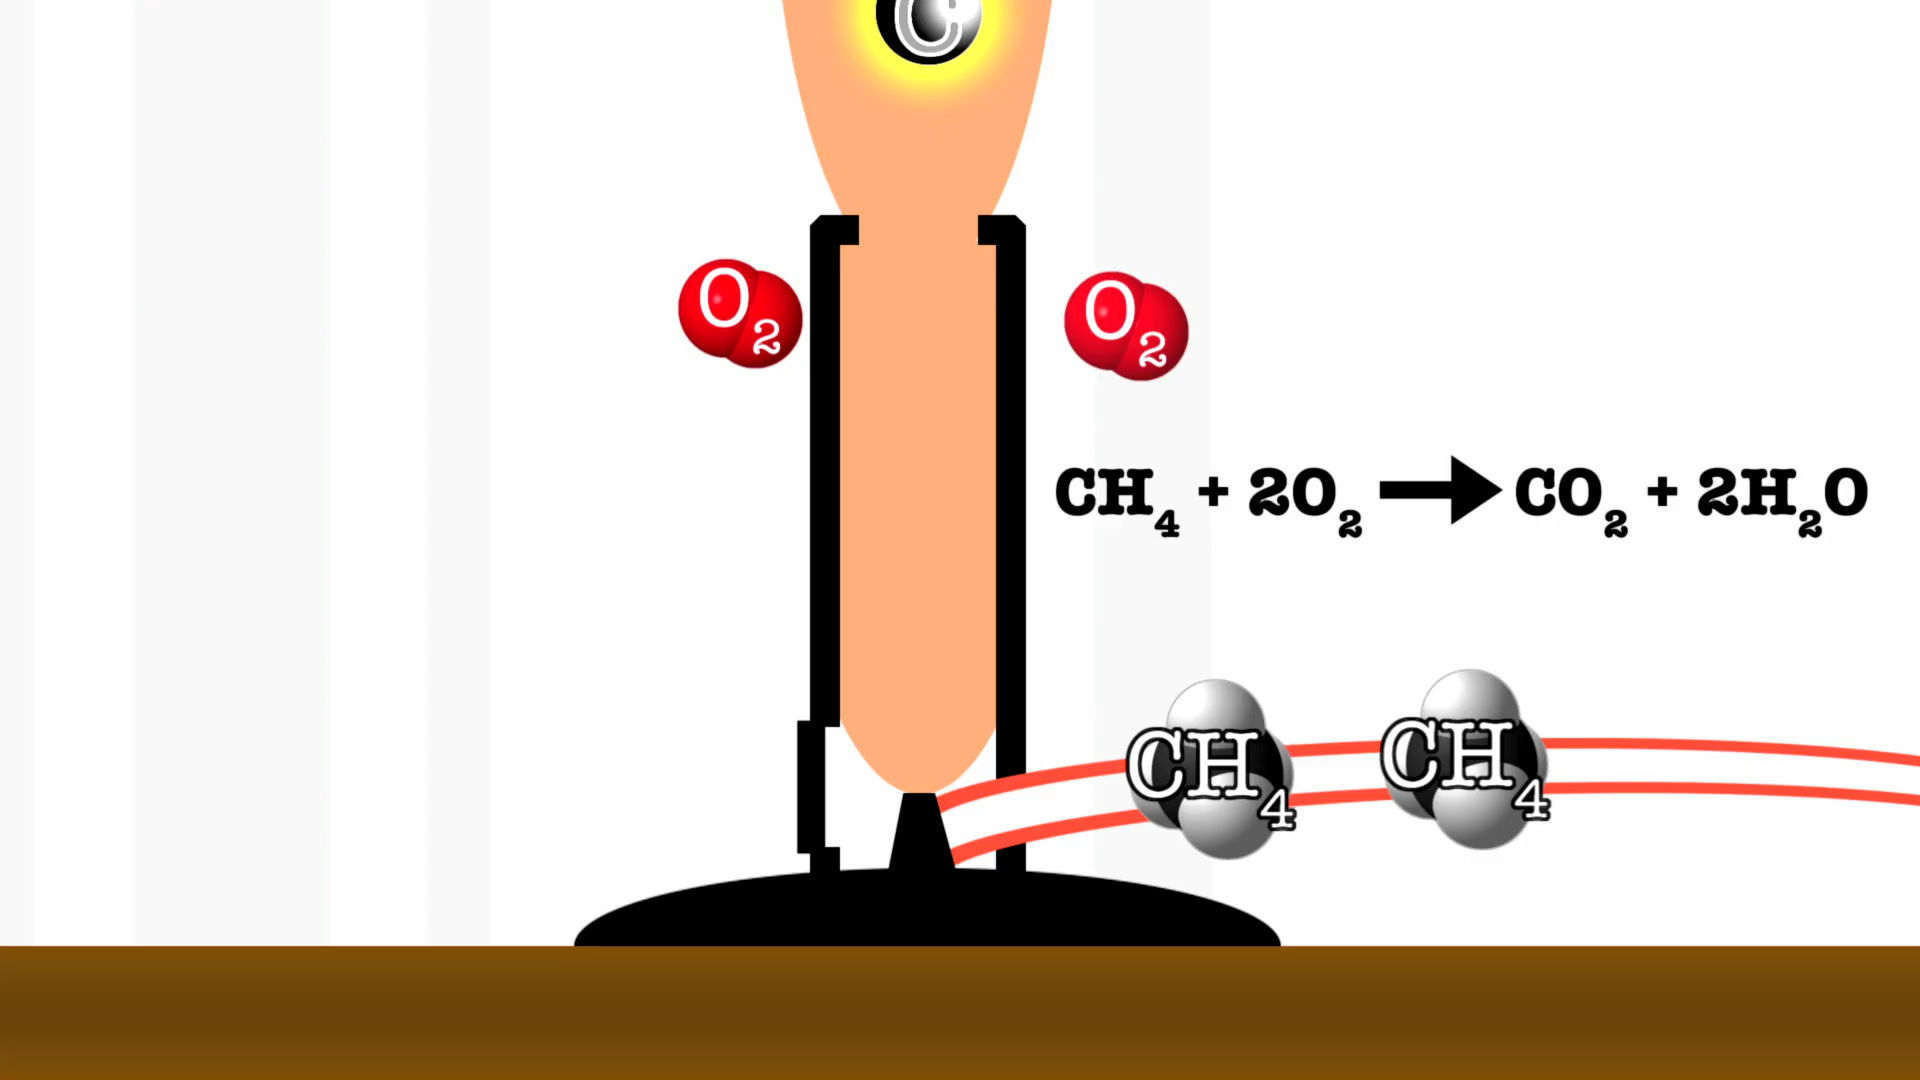 C
O₂
O₂
CH₄ + 2O₂ → CO₂ + 2H₂O
CH₄
CH₄